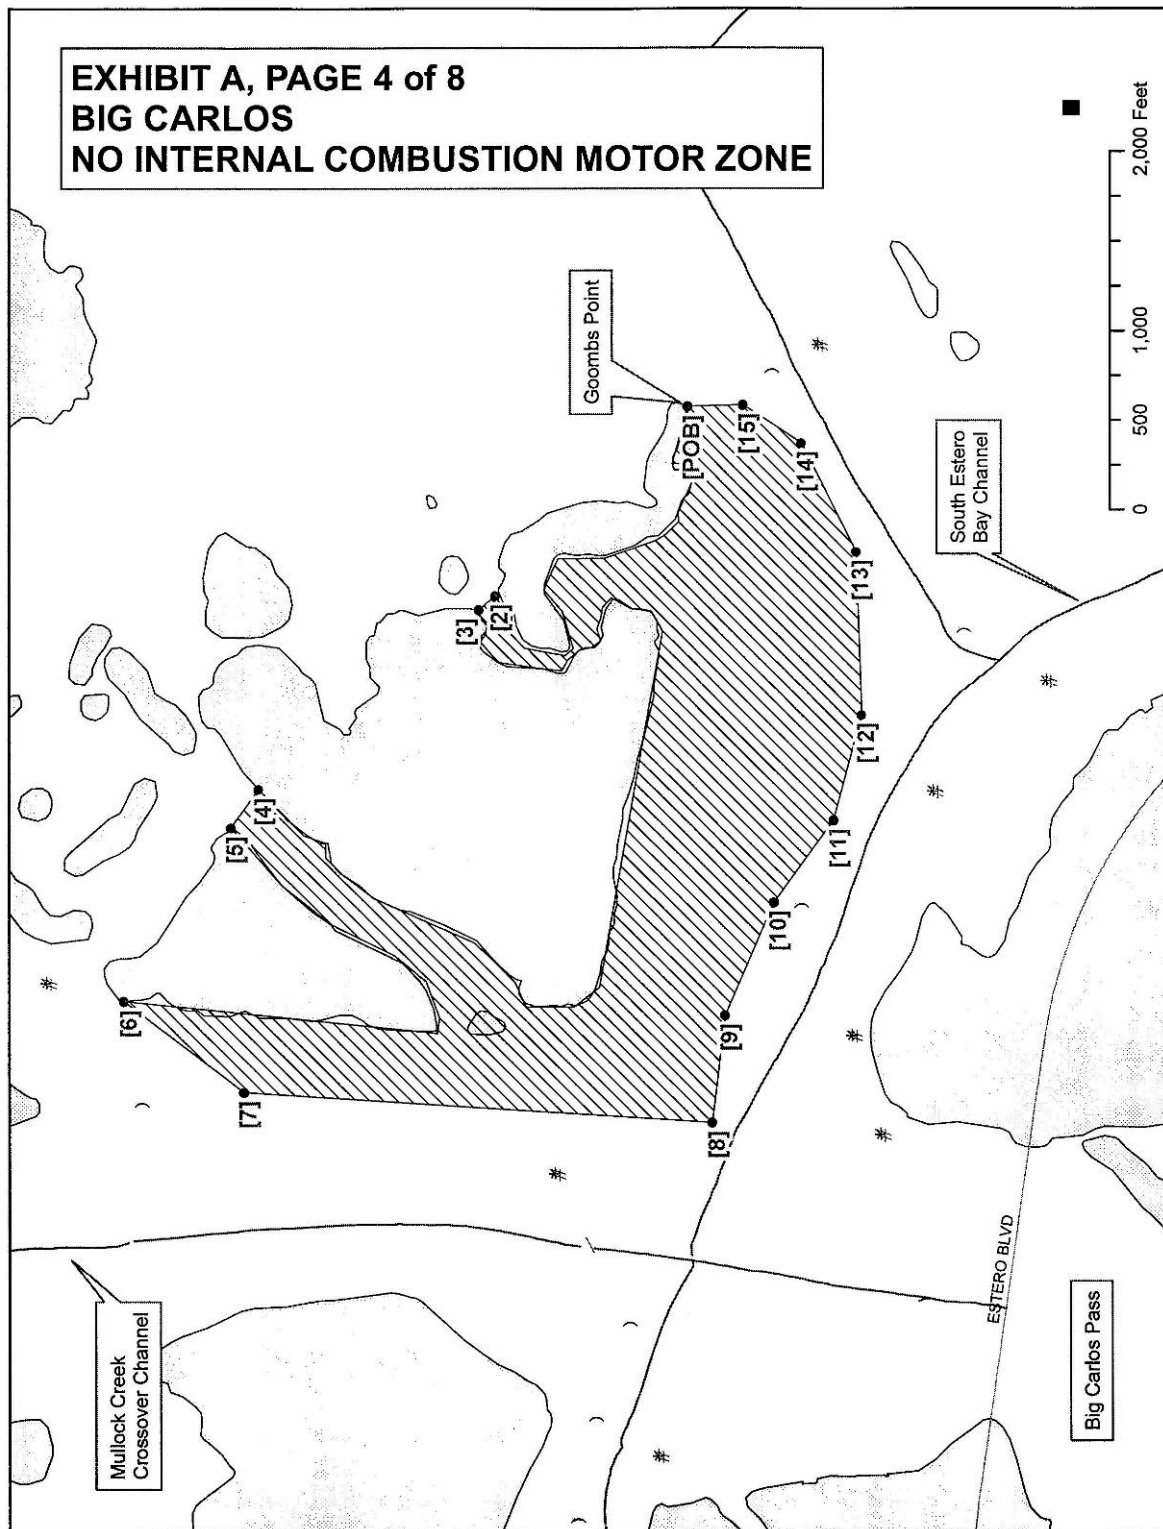 EXHIBIT A, PAGE 4 of 8
BIG CARLOS
NO INTERNAL COMBUSTION MOTOR ZONE
Goombs Point
[POB]
[2]
[3]
[4]
[5]
[6]
[7]
[8]
[9]
[10]
[11]
[12]
[13]
[14]
[15]
Mullock Creek
Crossover Channel
South Estero
Bay Channel
ESTERO BLVD
Big Carlos Pass
0 500 1,000 2,000 Feet